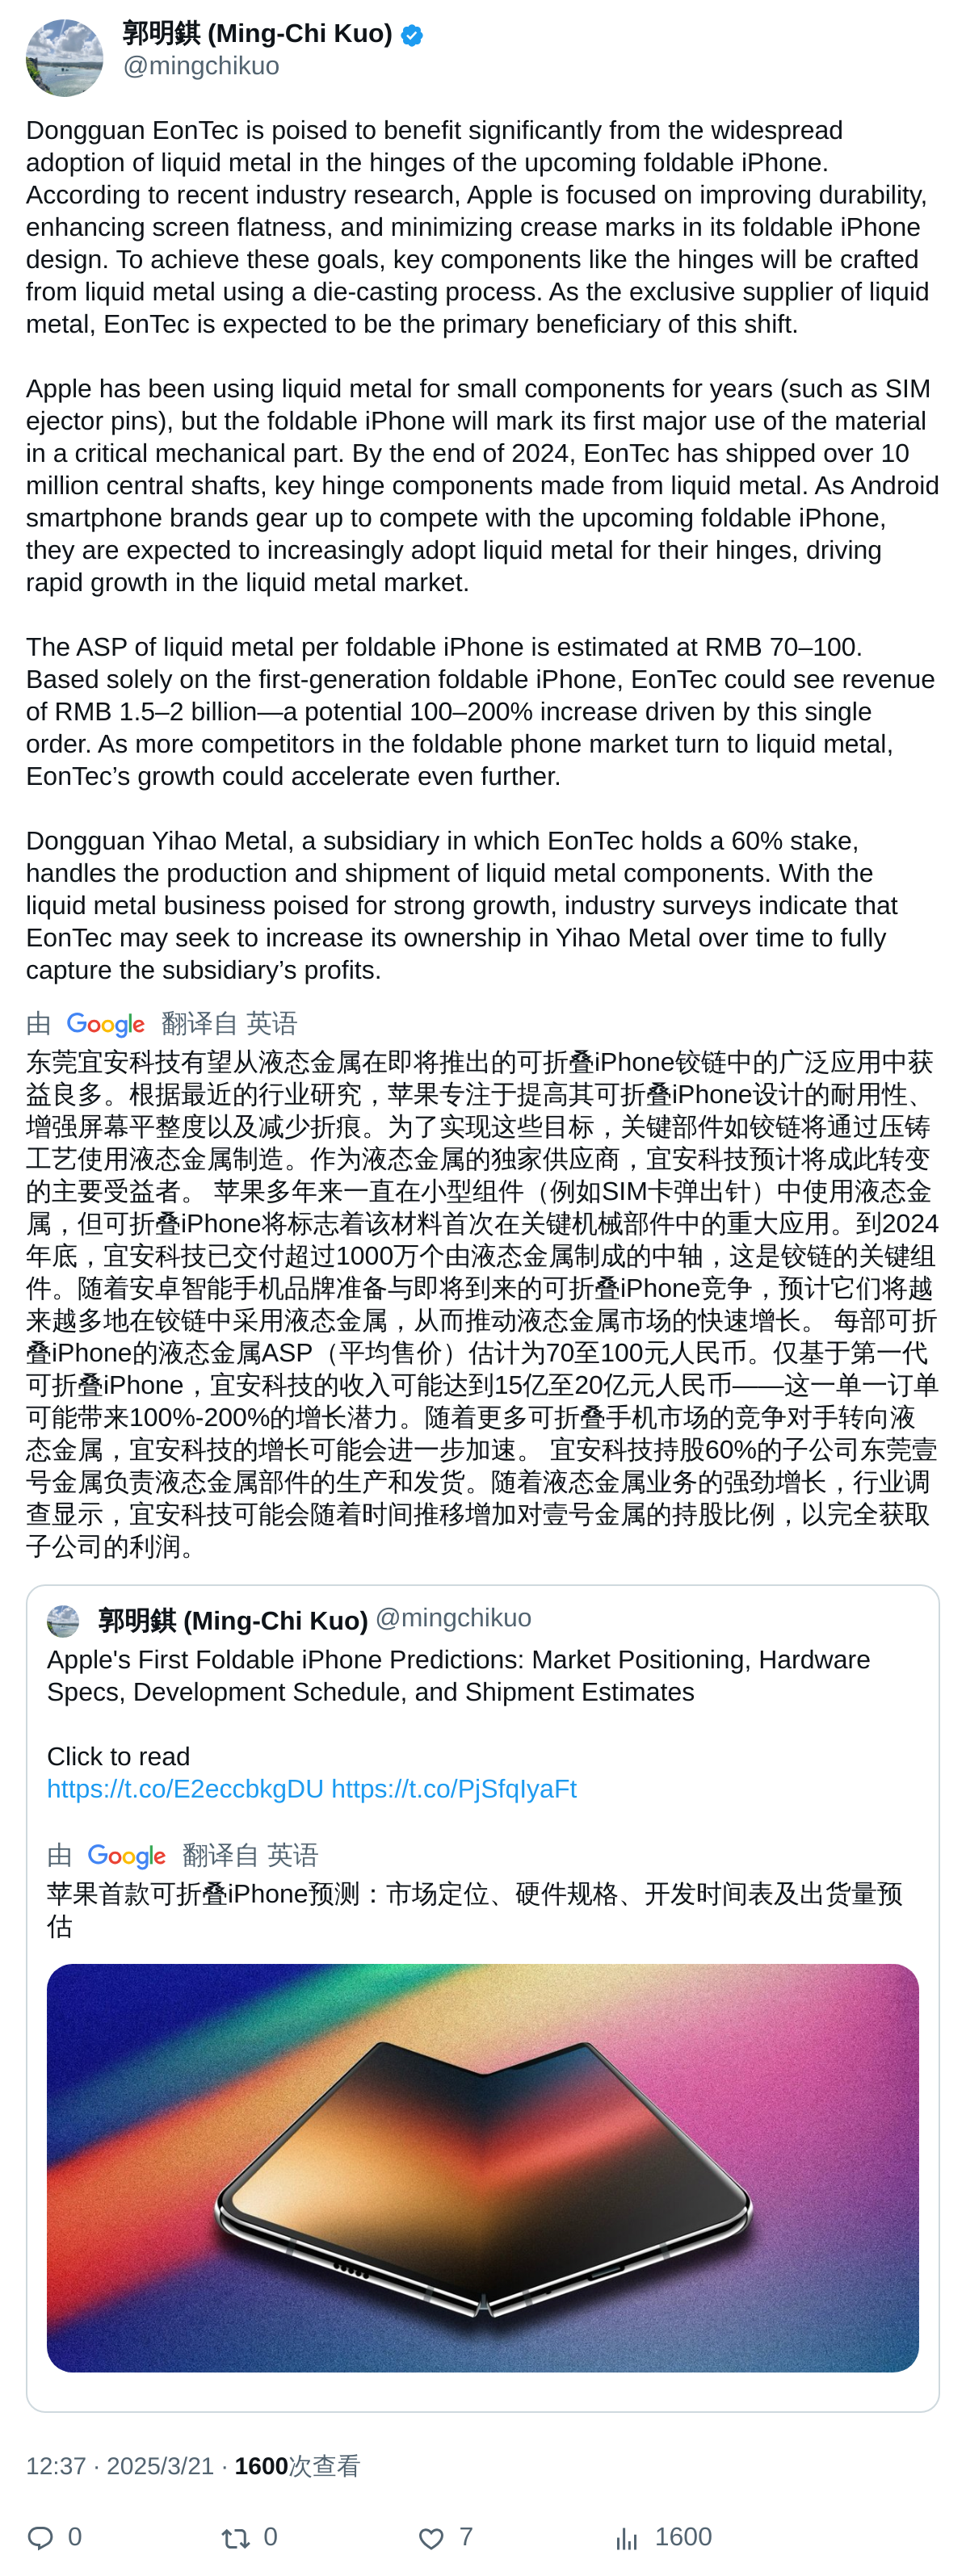 郭明錤 (Ming-Chi Kuo)
@mingchikuo
Dongguan EonTec is poised to benefit significantly from the widespread
adoption of liquid metal in the hinges of the upcoming foldable iPhone.
According to recent industry research, Apple is focused on improving durability,
enhancing screen flatness, and minimizing crease marks in its foldable iPhone
design. To achieve these goals, key components like the hinges will be crafted
from liquid metal using a die-casting process. As the exclusive supplier of liquid
metal, EonTec is expected to be the primary beneficiary of this shift.
Apple has been using liquid metal for small components for years (such as SIM
ejector pins), but the foldable iPhone will mark its first major use of the material
in a critical mechanical part. By the end of 2024, EonTec has shipped over 10
million central shafts, key hinge components made from liquid metal. As Android
smartphone brands gear up to compete with the upcoming foldable iPhone,
they are expected to increasingly adopt liquid metal for their hinges, driving
rapid growth in the liquid metal market.
The ASP of liquid metal per foldable iPhone is estimated at RMB 70–100.
Based solely on the first-generation foldable iPhone, EonTec could see revenue
of RMB 1.5–2 billion—a potential 100–200% increase driven by this single
order. As more competitors in the foldable phone market turn to liquid metal,
EonTec’s growth could accelerate even further.
Dongguan Yihao Metal, a subsidiary in which EonTec holds a 60% stake,
handles the production and shipment of liquid metal components. With the
liquid metal business poised for strong growth, industry surveys indicate that
EonTec may seek to increase its ownership in Yihao Metal over time to fully
capture the subsidiary’s profits.
由 Google 翻译自 英语
东莞宜安科技有望从液态金属在即将推出的可折叠iPhone铰链中的广泛应用中获
益良多。根据最近的行业研究，苹果专注于提高其可折叠iPhone设计的耐用性、
增强屏幕平整度以及减少折痕。为了实现这些目标，关键部件如铰链将通过压铸
工艺使用液态金属制造。作为液态金属的独家供应商，宜安科技预计将成此转变
的主要受益者。 苹果多年来一直在小型组件（例如SIM卡弹出针）中使用液态金
属，但可折叠iPhone将标志着该材料首次在关键机械部件中的重大应用。到2024
年底，宜安科技已交付超过1000万个由液态金属制成的中轴，这是铰链的关键组
件。随着安卓智能手机品牌准备与即将到来的可折叠iPhone竞争，预计它们将越
来越多地在铰链中采用液态金属，从而推动液态金属市场的快速增长。 每部可折
叠iPhone的液态金属ASP（平均售价）估计为70至100元人民币。仅基于第一代
可折叠iPhone，宜安科技的收入可能达到15亿至20亿元人民币——这一单一订单
可能带来100%-200%的增长潜力。随着更多可折叠手机市场的竞争对手转向液
态金属，宜安科技的增长可能会进一步加速。 宜安科技持股60%的子公司东莞壹
号金属负责液态金属部件的生产和发货。随着液态金属业务的强劲增长，行业调
查显示，宜安科技可能会随着时间推移增加对壹号金属的持股比例，以完全获取
子公司的利润。
郭明錤 (Ming-Chi Kuo) @mingchikuo
Apple's First Foldable iPhone Predictions: Market Positioning, Hardware
Specs, Development Schedule, and Shipment Estimates
Click to read
https://t.co/E2eccbkgDU https://t.co/PjSfqIyaFt
由 Google 翻译自 英语
苹果首款可折叠iPhone预测：市场定位、硬件规格、开发时间表及出货量预
估
12:37 · 2025/3/21 · 1600次查看
0 0 7 1600